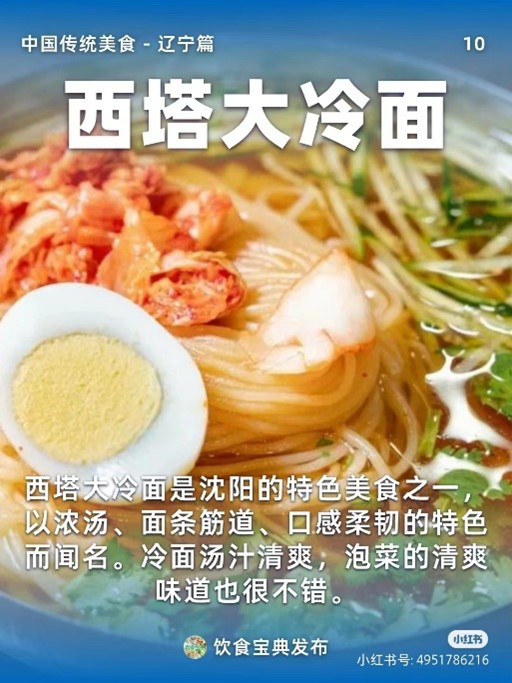 中国传统美食 - 辽宁篇
10
西塔大冷面
西塔大冷面是沈阳的特色美食之一，
以浓汤、面条筋道、口感柔韧的特色
而闻名。冷面汤汁清爽，泡菜的清爽
味道也很不错。
饮食宝典发布
小红书
小红书号: 4951786216